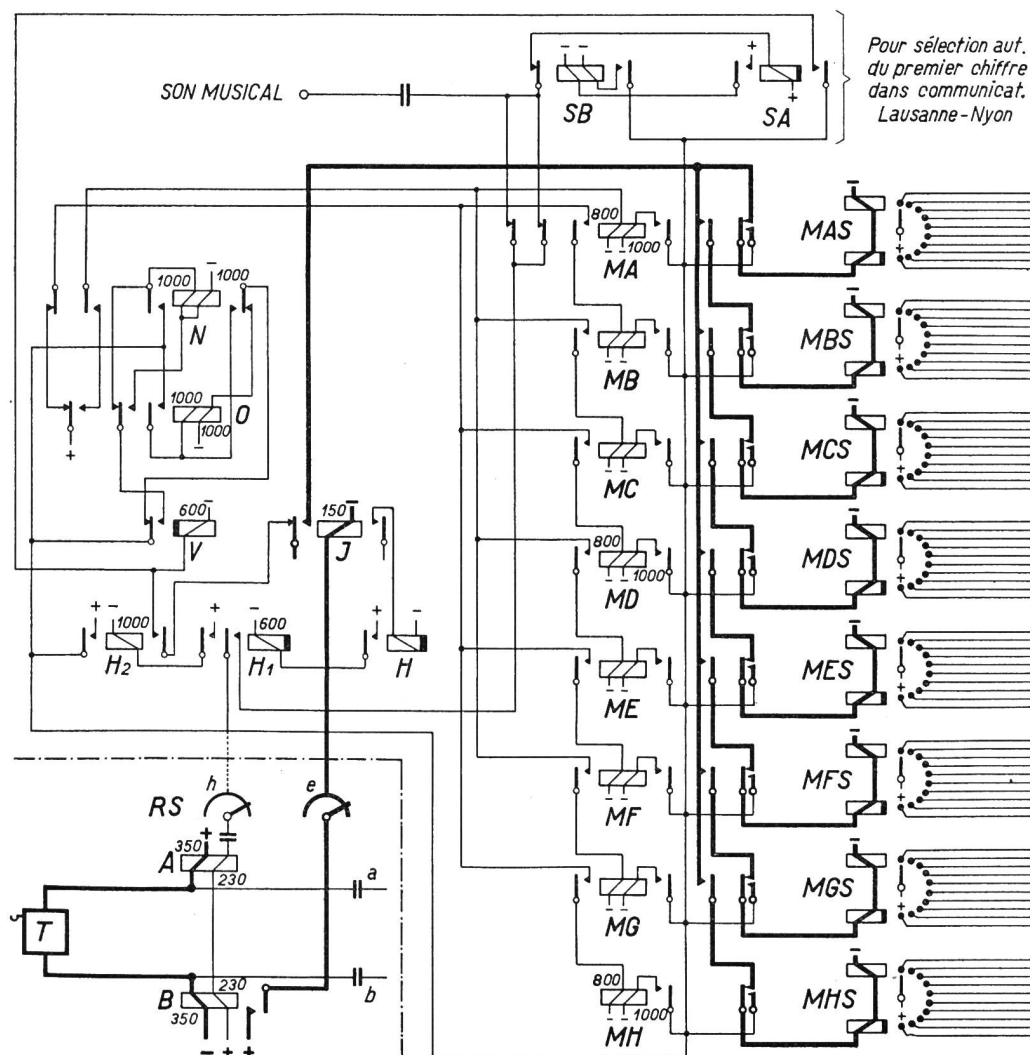 Pour sélection aut.
du premier chiffre
dans communicat.
Lausanne-Nyon
SON MUSICAL
SB
SA
800
1000
MA
MAS
1000
1000
N
MB
MBS
1000
1000
O
MC
MCS
600
V
150
J
800
1000
MD
MDS
1000
H2
600
H1
H
ME
MES
RS
h
e
MF
MFS
350
A
230
a
T
MG
MGS
230
B
350
b
800
1000
MH
MHS